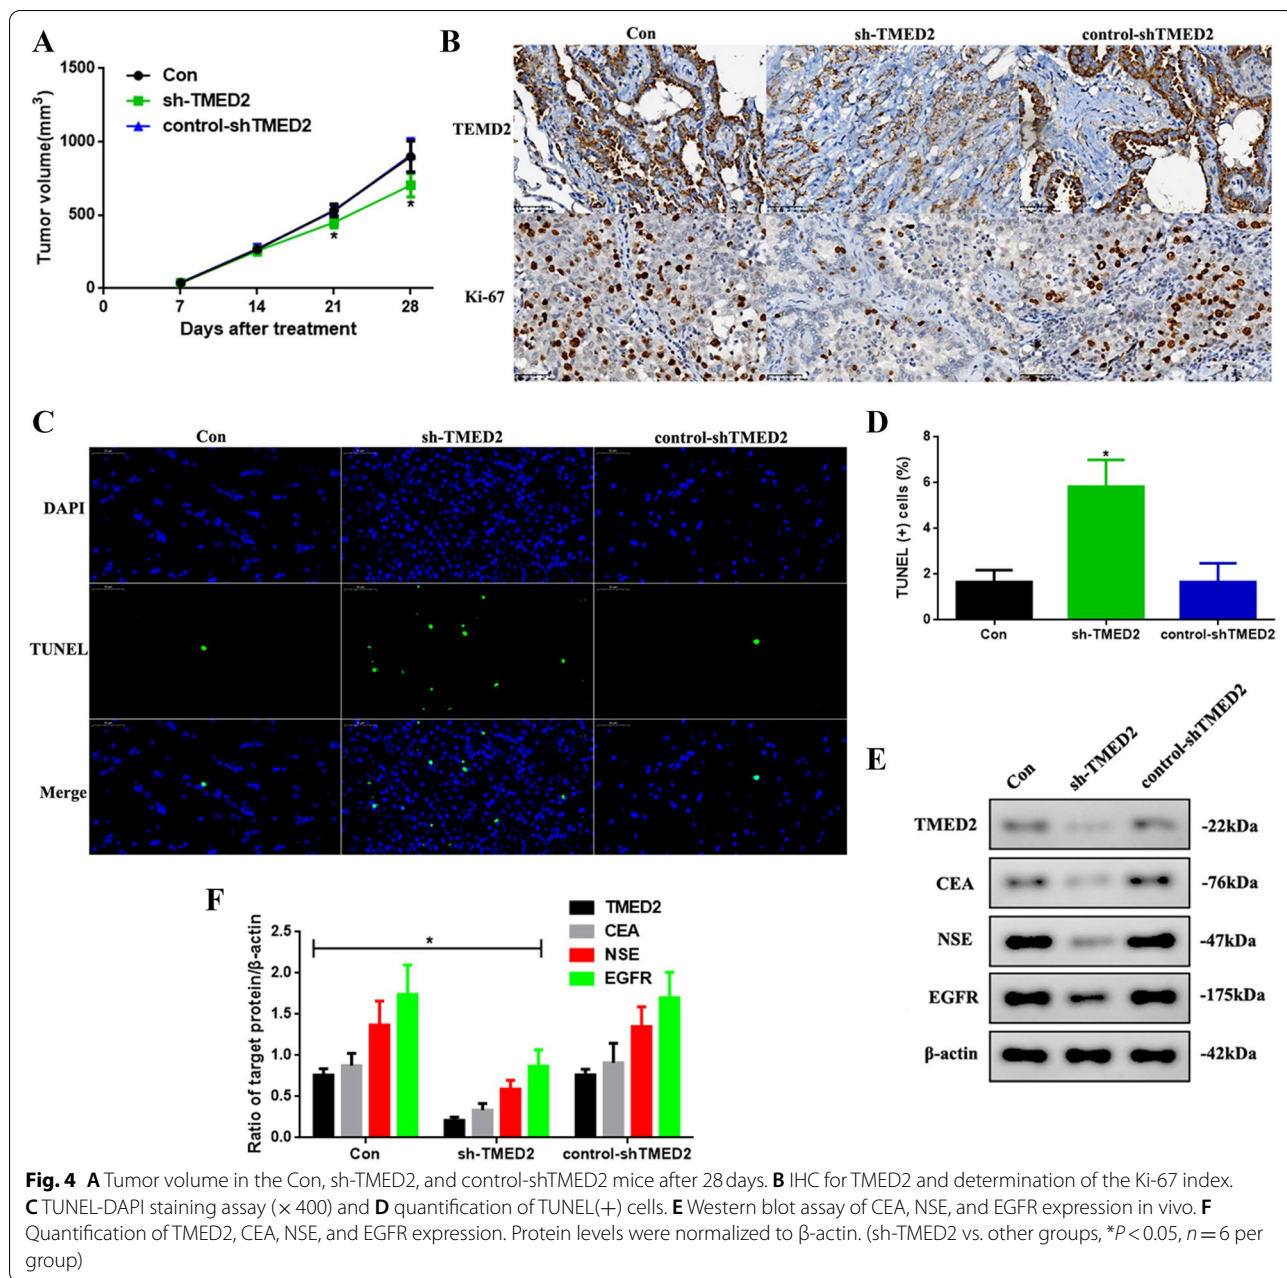 A
1500
1000
500
0
Tumor volume(mm³)
Con
sh-TMED2
control-shTMED2
*
*
0 7 14 21 28
Days after treatment
B
Con sh-TMED2 control-shTMED2
TEMD2
Ki-67
C
Con sh-TMED2 control-shTMED2
DAPI
TUNEL
Merge
D
8
6
4
2
0
TUNEL (+) cells (%)
*
Con sh-TMED2 control-shTMED2
E
Con sh-TMED2 control-shTMED2
TMED2 -22kDa
CEA -76kDa
NSE -47kDa
EGFR -175kDa
β-actin -42kDa
F
TMED2
CEA
NSE
EGFR
2.5
2.0
1.5
1.0
0.5
0.0
Ratio of target protein/β-actin
*
Con sh-TMED2 control-shTMED2
Fig. 4 A Tumor volume in the Con, sh-TMED2, and control-shTMED2 mice after 28 days. B IHC for TMED2 and determination of the Ki-67 index.
C TUNEL-DAPI staining assay (× 400) and D quantification of TUNEL(+) cells. E Western blot assay of CEA, NSE, and EGFR expression in vivo. F
Quantification of TMED2, CEA, NSE, and EGFR expression. Protein levels were normalized to β-actin. (sh-TMED2 vs. other groups, *P < 0.05, n = 6 per
group)